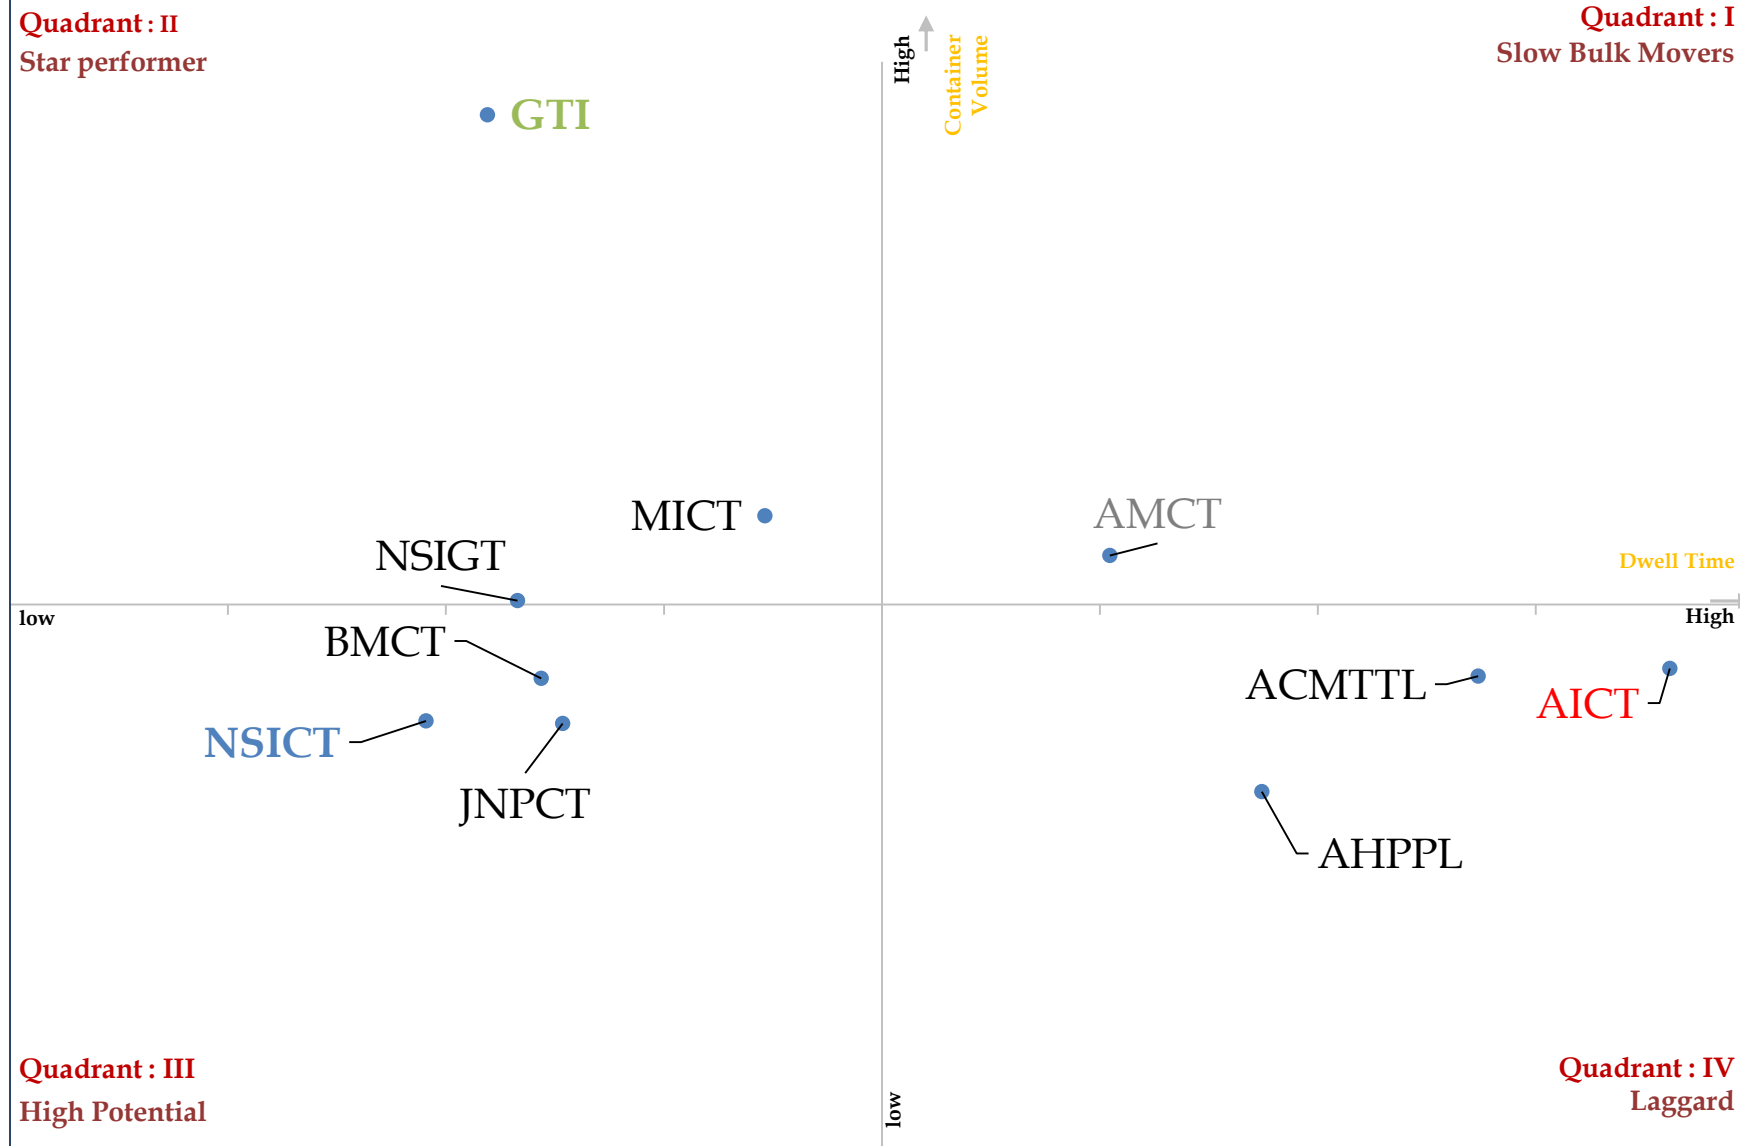 Quadrant : II
Star performer
Quadrant : I
Slow Bulk Movers
High
Container
Volume
GTI
MICT
AMCT
NSIGT
Dwell Time
low
High
BMCT
ACMTTL
AICT
NSICT
JNPCT
AHPPL
Quadrant : III
High Potential
low
Quadrant : IV
Laggard